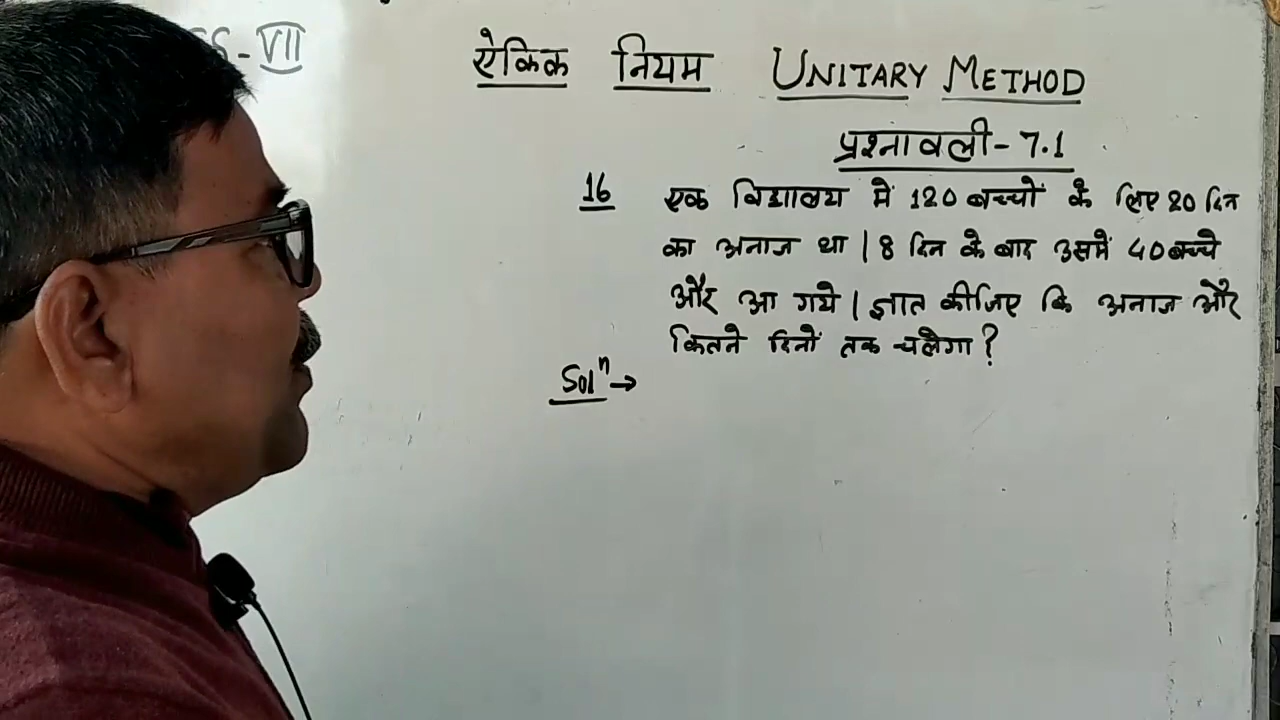 SS-VII
ऐकिक नियम UNITARY METHOD
प्रश्नावली-7.1
16 एक विद्यालय में 120 बच्चों के लिए 20 दिन
का अनाज था | 8 दिन के बाद उसमें 40 बच्चे
और आ गये | ज्ञात कीजिए कि अनाज और
कितने दिनों तक चलेगा ?
Solⁿ→